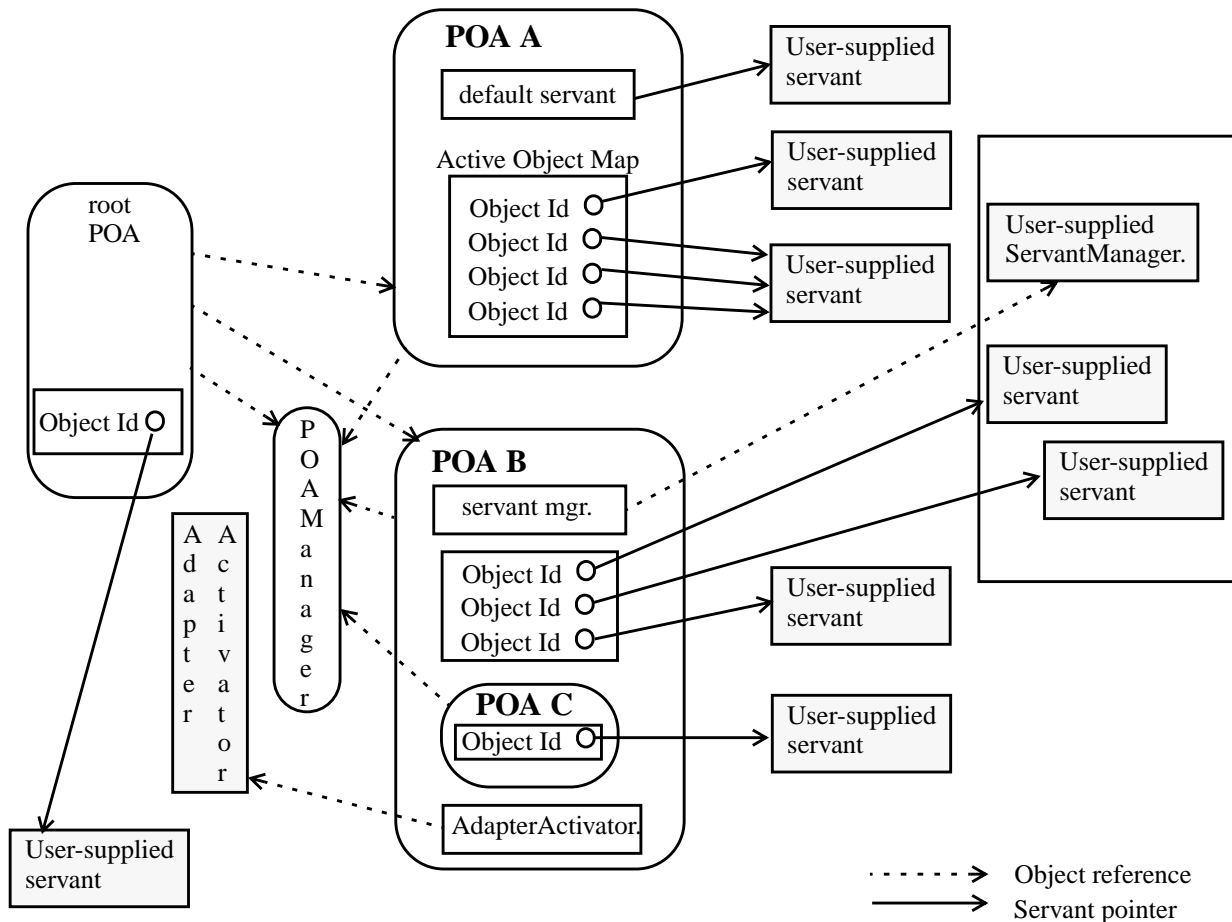 POA A
default servant
Active Object Map
Object Id
Object Id
Object Id
Object Id
User-supplied
servant
User-supplied
servant
User-supplied
servant
User-supplied
ServantManager.
User-supplied
servant
User-supplied
servant
root
POA
Object Id
POAManager
Adapter
Activator
POA B
servant mgr.
Object Id
Object Id
Object Id
User-supplied
servant
POA C
Object Id
User-supplied
servant
AdapterActivator.
User-supplied
servant
Object reference
Servant pointer